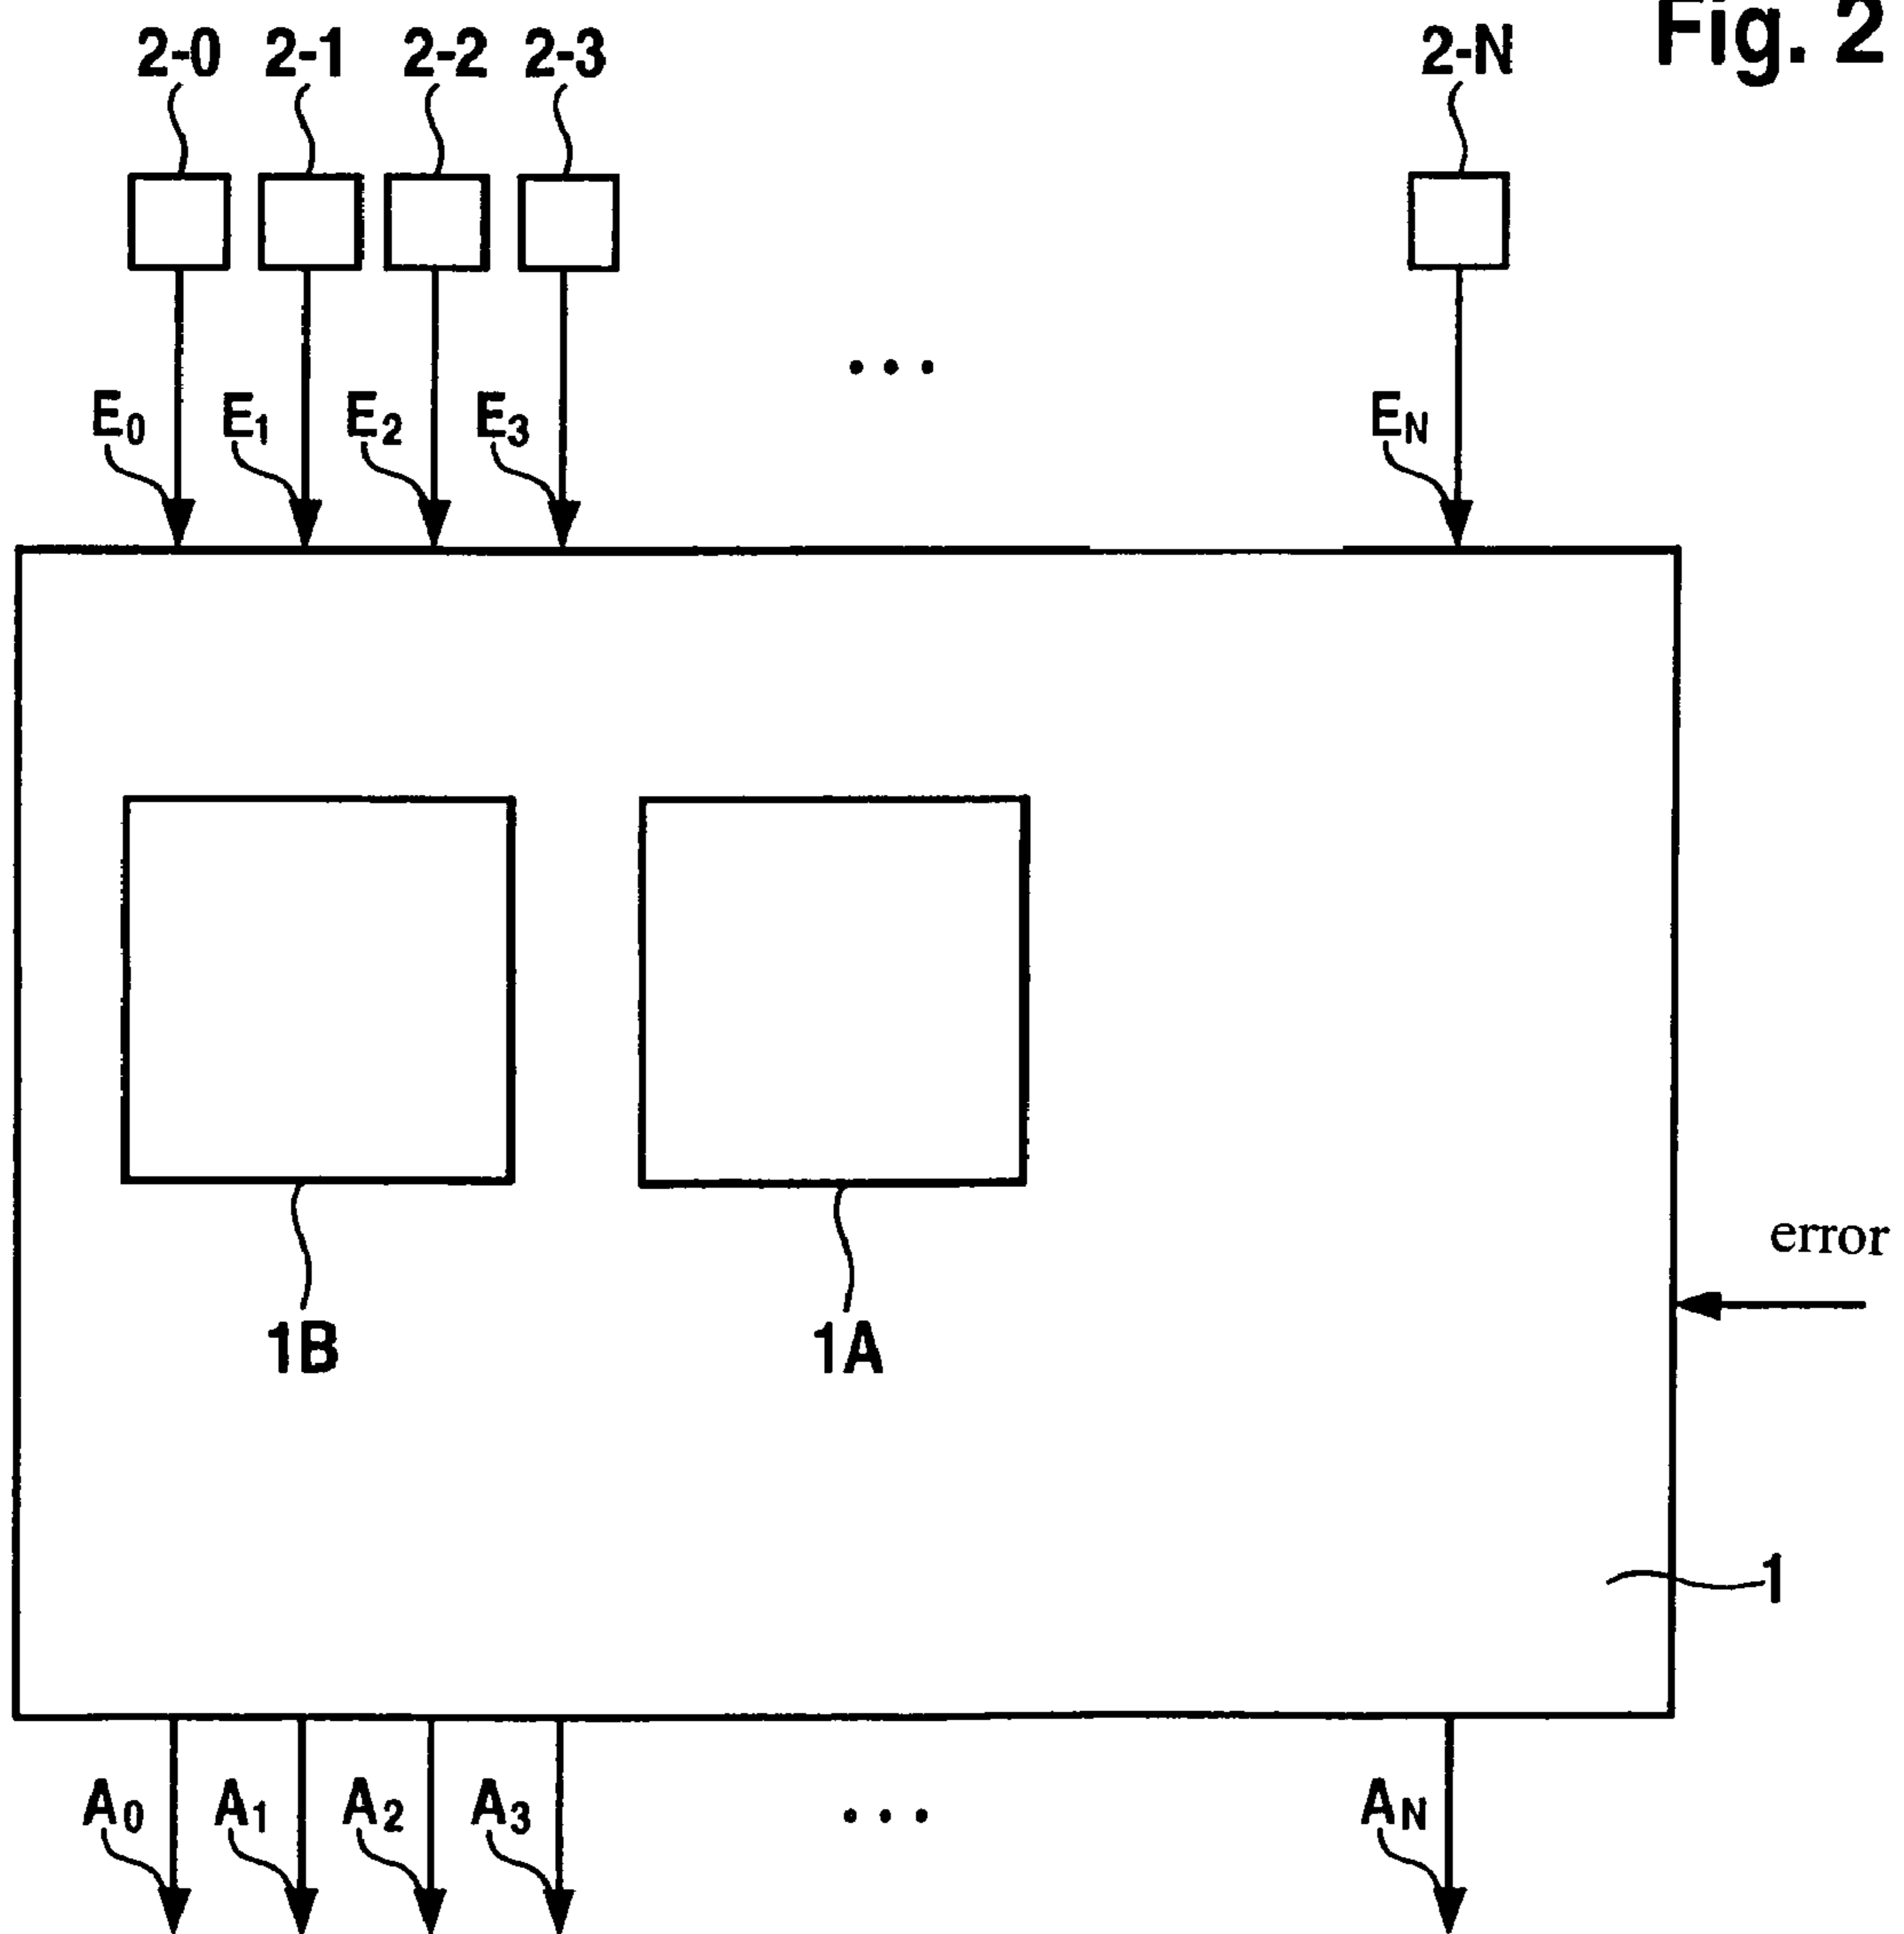 Fig. 2
2-0 2-1 2-2 2-3 2-N
...
E0 E1 E2 E3 EN
1B 1A
error
1
A0 A1 A2 A3 ... AN